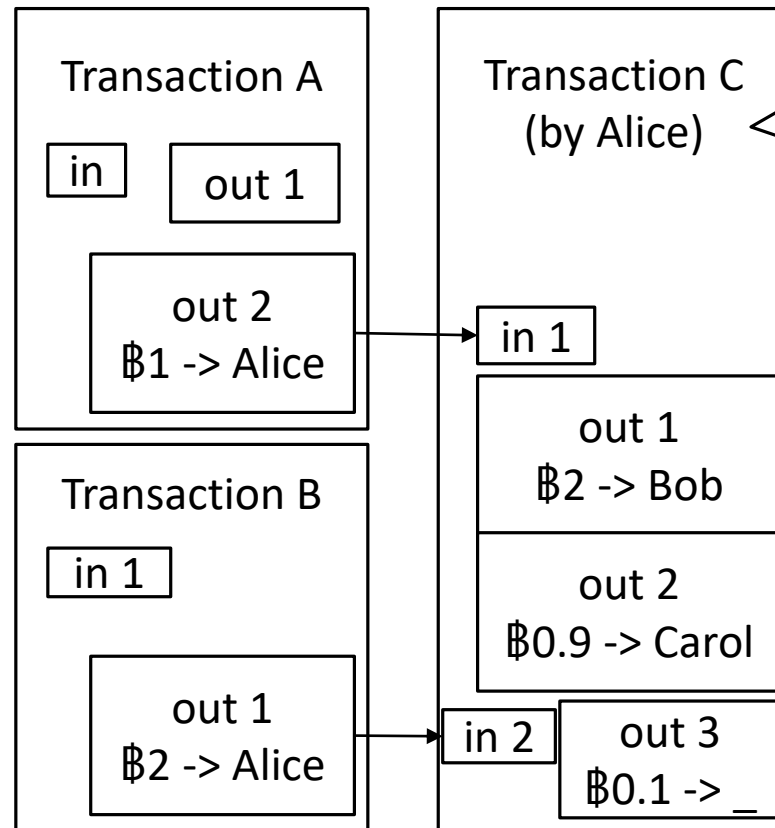 Transaction A
in
out 1
out 2
฿1 -> Alice
Transaction B
in 1
out 1
฿2 -> Alice
Transaction C
(by Alice)
in 1
out 1
฿2 -> Bob
out 2
฿0.9 -> Carol
in 2
out 3
฿0.1 -> _